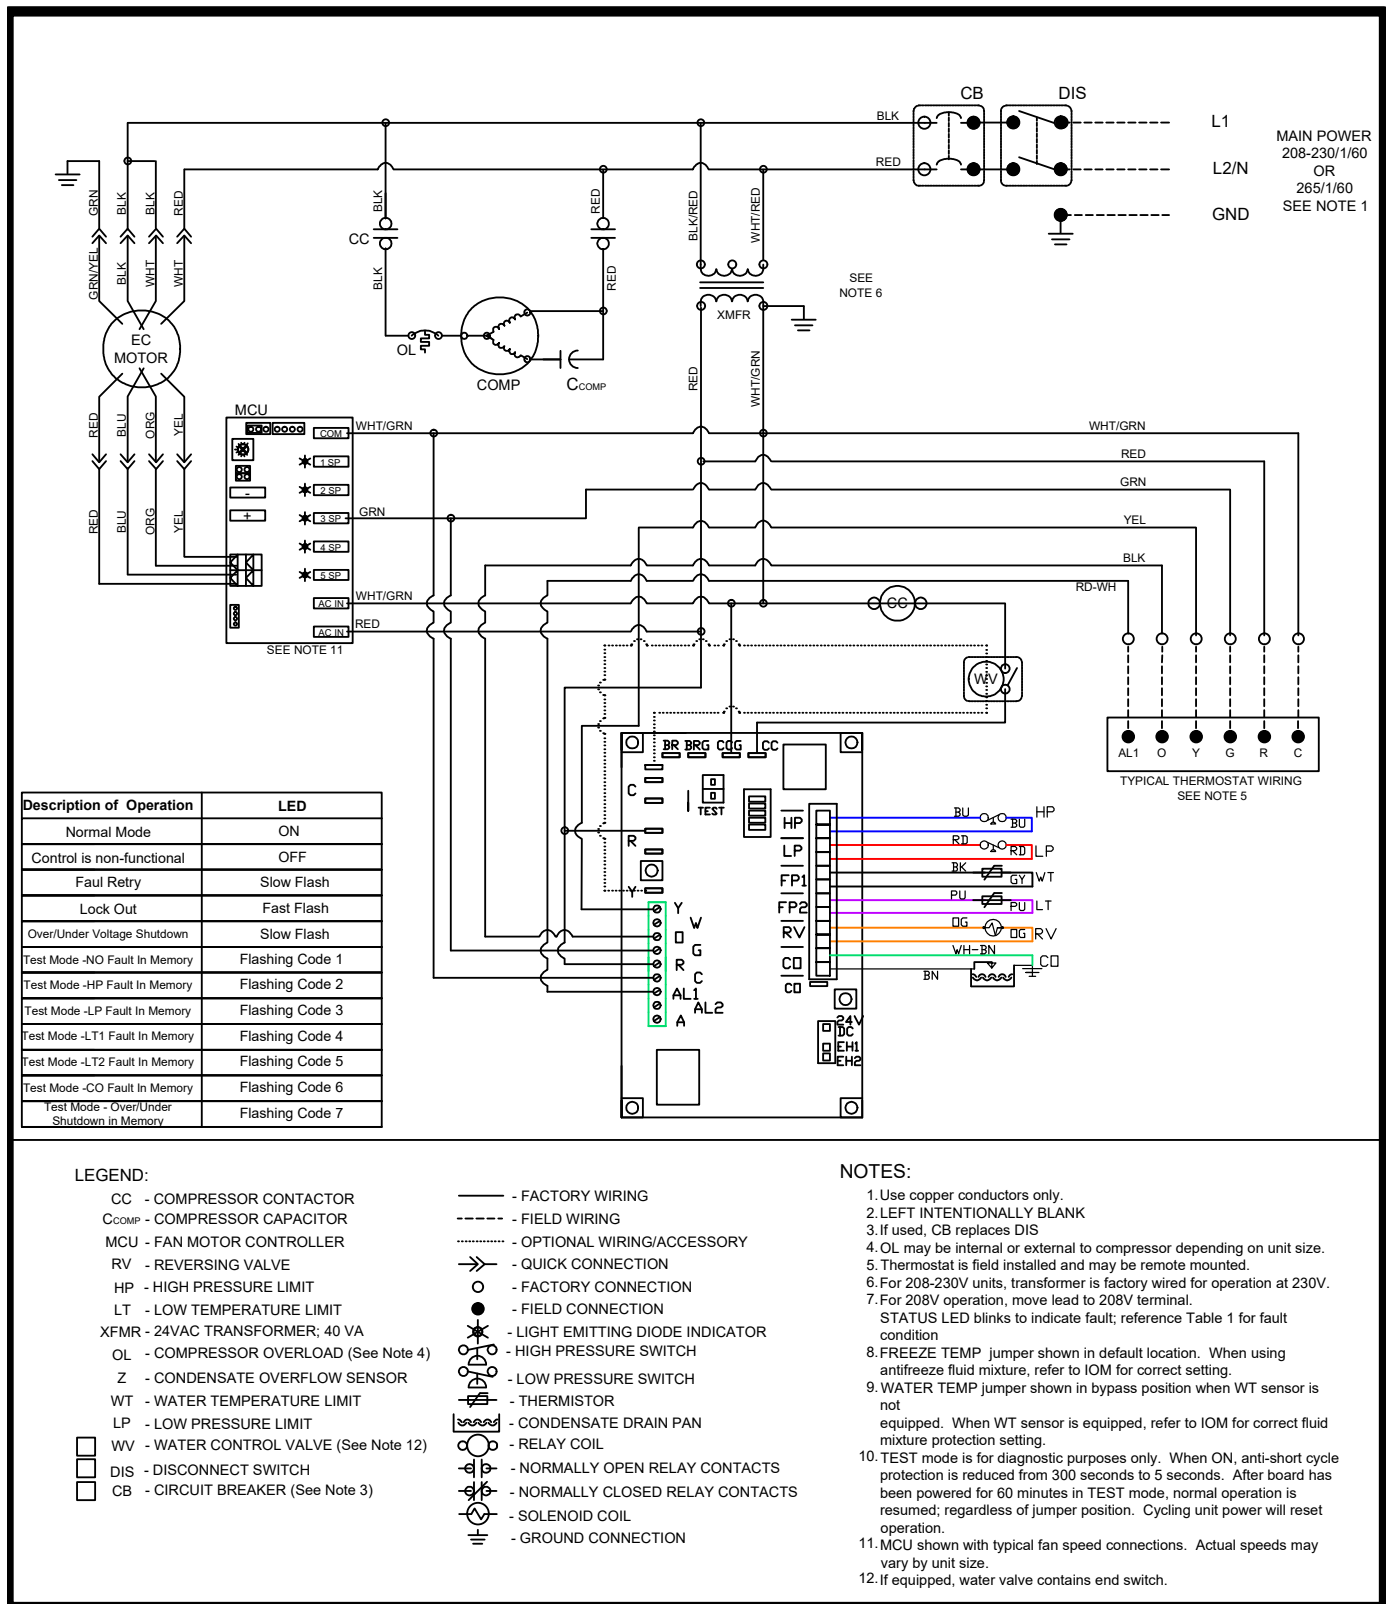 CB
DIS
BLK
L1
RED
L2/N
GND
MAIN POWER
208-230/1/60
OR
265/1/60
SEE NOTE 1
GRN
BLK
BLK
RED
GRN/YEL
BLK
WHT
WHT
BLK
CC
BLK
RED
RED
BLK/RED
WHT/RED
SEE
NOTE 6
XMFR
EC
MOTOR
OL
COMP
CCOMP
RED
WHT/GRN
RED
BLU
ORG
YEL
RED
BLU
ORG
YEL
MCU
COM
1 SP
2 SP
3 SP
4 SP
5 SP
AC IN
AC IN
-
+
SEE NOTE 11
WHT/GRN
GRN
WHT/GRN
RED
WHT/GRN
RED
GRN
YEL
BLK
RD-WH
CC
WV
AL1 O Y G R C
TYPICAL THERMOSTAT WIRING
SEE NOTE 5
BR BRG CCG CC
C
TEST
R
Y
HP
LP
FP1
FP2
RV
CO
CO
Y
W
O
G
R
C
AL1
AL2
A
24V
DC
EH1
EH2
BU
BU
HP
RD
RD
LP
BK
GY
WT
PU
PU
LT
OG
OG
RV
WH-BN
CO
BN
Description of Operation LED
Normal Mode ON
Control is non-functional OFF
Faul Retry Slow Flash
Lock Out Fast Flash
Over/Under Voltage Shutdown Slow Flash
Test Mode -NO Fault In Memory Flashing Code 1
Test Mode -HP Fault In Memory Flashing Code 2
Test Mode -LP Fault In Memory Flashing Code 3
Test Mode -LT1 Fault In Memory Flashing Code 4
Test Mode -LT2 Fault In Memory Flashing Code 5
Test Mode -CO Fault In Memory Flashing Code 6
Test Mode - Over/Under
Shutdown in Memory Flashing Code 7
LEGEND:
CC - COMPRESSOR CONTACTOR
CCOMP - COMPRESSOR CAPACITOR
MCU - FAN MOTOR CONTROLLER
RV - REVERSING VALVE
HP - HIGH PRESSURE LIMIT
LT - LOW TEMPERATURE LIMIT
XFMR - 24VAC TRANSFORMER; 40 VA
OL - COMPRESSOR OVERLOAD (See Note 4)
Z - CONDENSATE OVERFLOW SENSOR
WT - WATER TEMPERATURE LIMIT
LP - LOW PRESSURE LIMIT
WV - WATER CONTROL VALVE (See Note 12)
DIS - DISCONNECT SWITCH
CB - CIRCUIT BREAKER (See Note 3)
- FACTORY WIRING
- FIELD WIRING
- OPTIONAL WIRING/ACCESSORY
- QUICK CONNECTION
- FACTORY CONNECTION
- FIELD CONNECTION
- LIGHT EMITTING DIODE INDICATOR
- HIGH PRESSURE SWITCH
- LOW PRESSURE SWITCH
- THERMISTOR
- CONDENSATE DRAIN PAN
- RELAY COIL
- NORMALLY OPEN RELAY CONTACTS
- NORMALLY CLOSED RELAY CONTACTS
- SOLENOID COIL
- GROUND CONNECTION
NOTES:
1. Use copper conductors only.
2. LEFT INTENTIONALLY BLANK
3. If used, CB replaces DIS
4. OL may be internal or external to compressor depending on unit size.
5. Thermostat is field installed and may be remote mounted.
6. For 208-230V units, transformer is factory wired for operation at 230V.
7. For 208V operation, move lead to 208V terminal.
STATUS LED blinks to indicate fault; reference Table 1 for fault
condition
8. FREEZE TEMP jumper shown in default location. When using
antifreeze fluid mixture, refer to IOM for correct setting.
9. WATER TEMP jumper shown in bypass position when WT sensor is
not
equipped. When WT sensor is equipped, refer to IOM for correct fluid
mixture protection setting.
10. TEST mode is for diagnostic purposes only. When ON, anti-short cycle
protection is reduced from 300 seconds to 5 seconds. After board has
been powered for 60 minutes in TEST mode, normal operation is
resumed; regardless of jumper position. Cycling unit power will reset
operation.
11. MCU shown with typical fan speed connections. Actual speeds may
vary by unit size.
12. If equipped, water valve contains end switch.